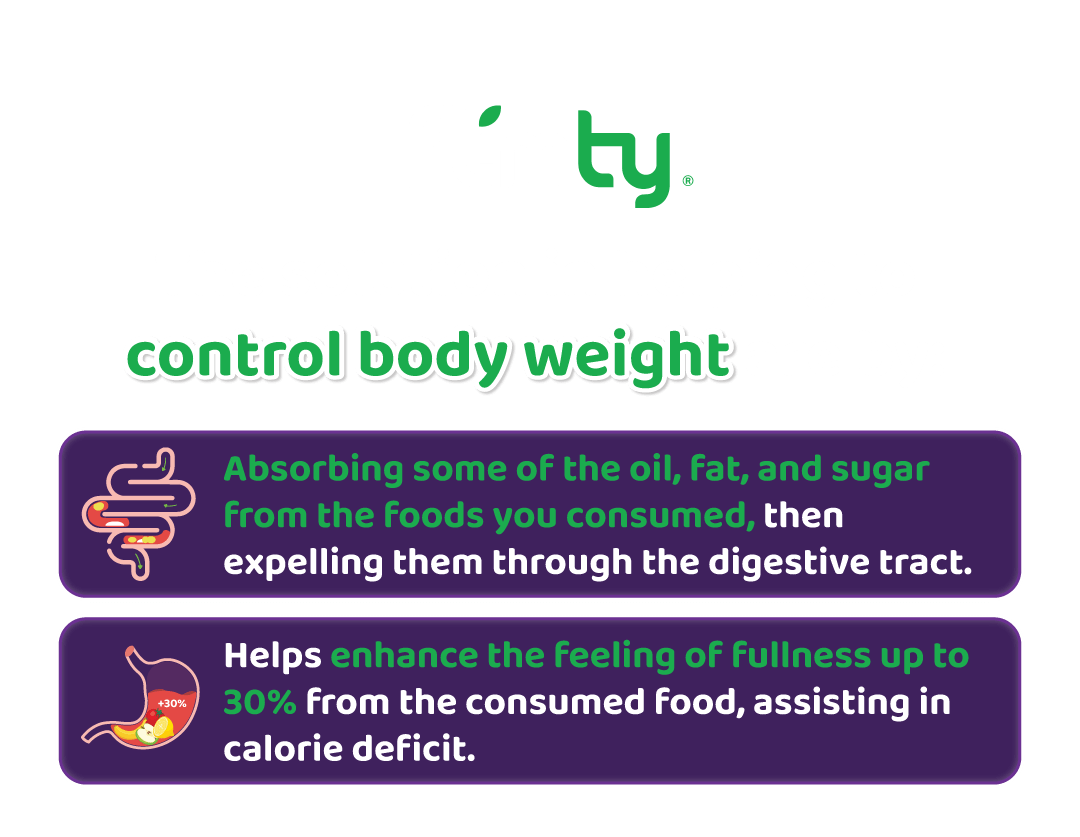 ty®
control body weight
Absorbing some of the oil, fat, and sugar
from the foods you consumed, then
expelling them through the digestive tract.
+30%
Helps enhance the feeling of fullness up to
30% from the consumed food, assisting in
calorie deficit.